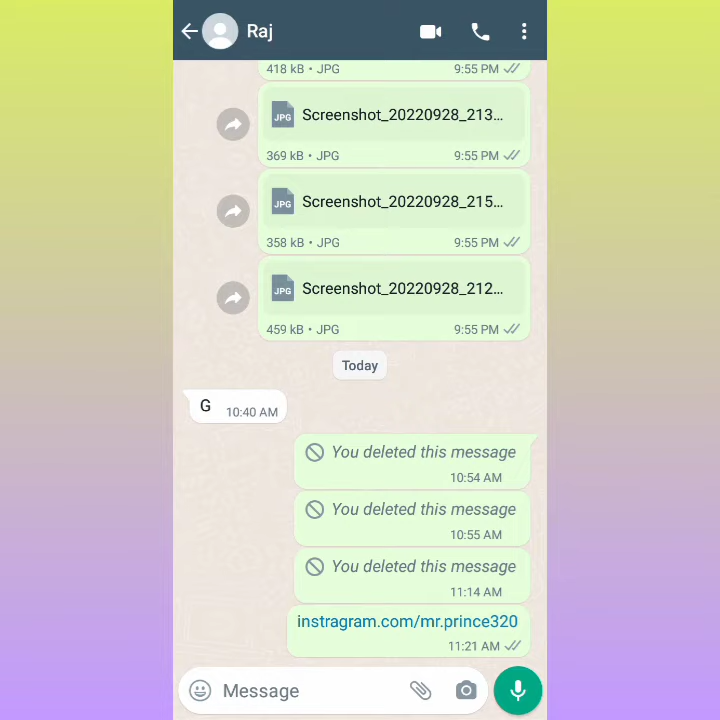 Raj
418 kB • JPG 9:55 PM
JPG Screenshot_20220928_213...
369 kB • JPG 9:55 PM
JPG Screenshot_20220928_215...
358 kB • JPG 9:55 PM
JPG Screenshot_20220928_212...
459 kB • JPG 9:55 PM
Today
G 10:40 AM
You deleted this message
10:54 AM
You deleted this message
10:55 AM
You deleted this message
11:14 AM
instragram.com/mr.prince320
11:21 AM
Message